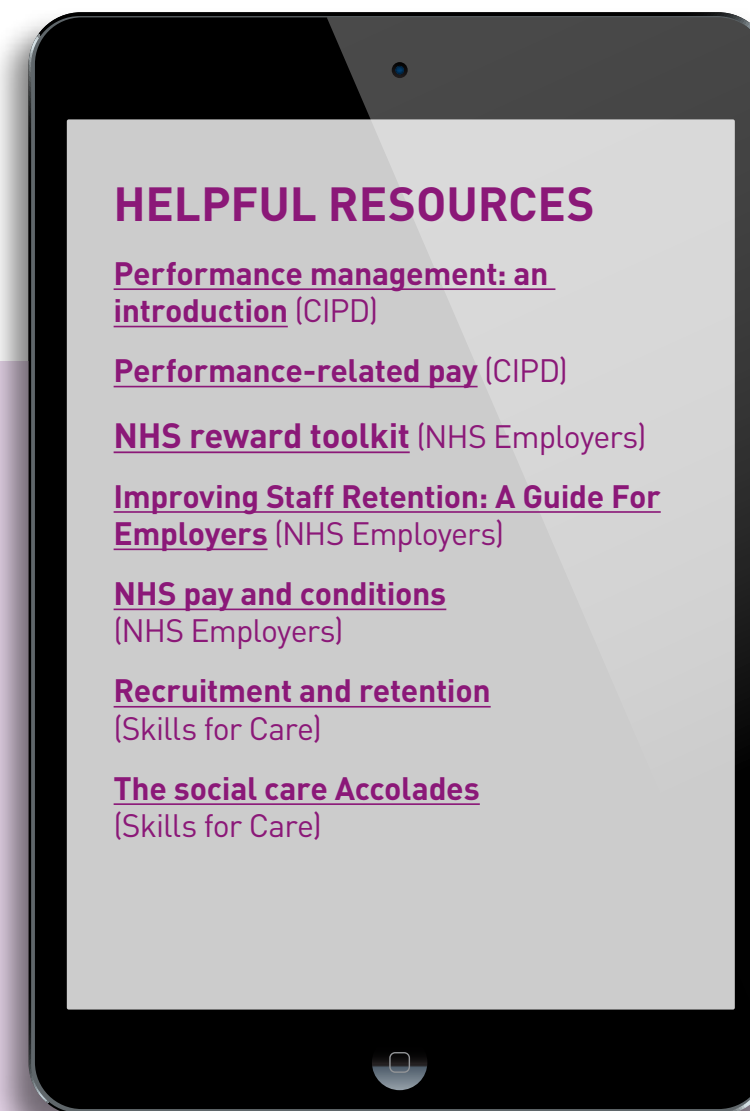 HELPFUL RESOURCES
Performance management: an
introduction (CIPD)
Performance-related pay (CIPD)
NHS reward toolkit (NHS Employers)
Improving Staff Retention: A Guide For
Employers (NHS Employers)
NHS pay and conditions
(NHS Employers)
Recruitment and retention
(Skills for Care)
The social care Accolades
(Skills for Care)